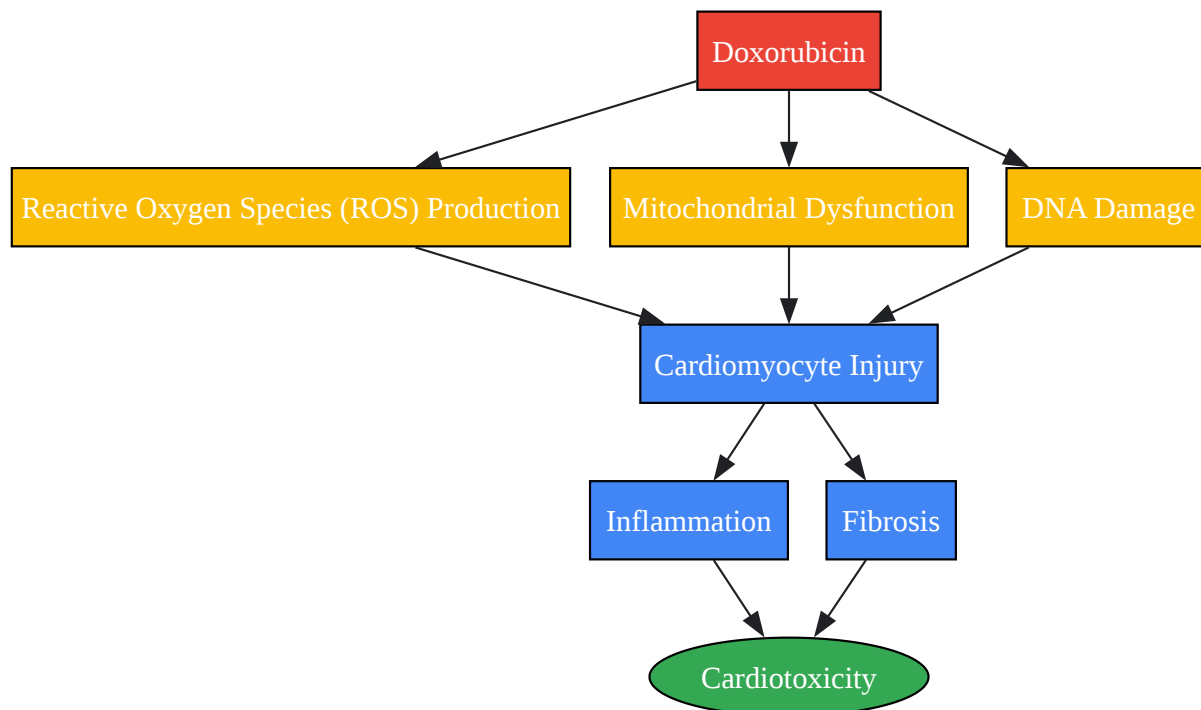 Doxorubicin
Reactive Oxygen Species (ROS) Production
Mitochondrial Dysfunction
DNA Damage
Cardiomyocyte Injury
Inflammation
Fibrosis
Cardiotoxicity